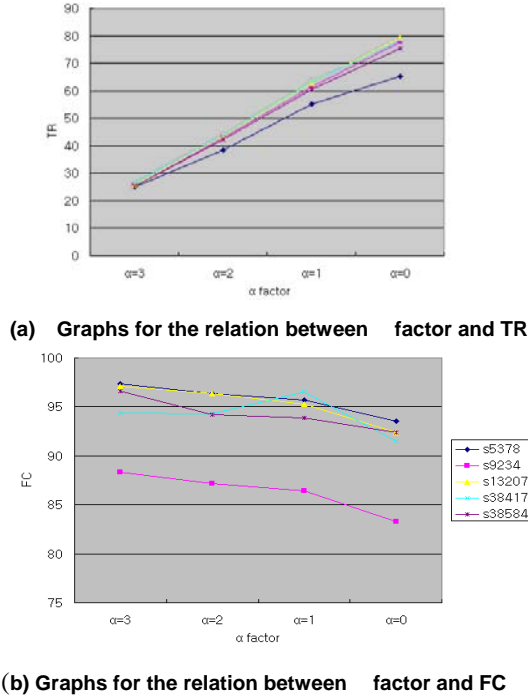 90
80
70
60
50
40
30
20
10
0
TR
α=3 α=2 α=1 α=0
α factor
(a) Graphs for the relation between factor and TR
100
95
90
85
80
75
FC
α=3 α=2 α=1 α=0
α factor
s5378
s9234
s13207
s38417
s38584
(b) Graphs for the relation between factor and FC